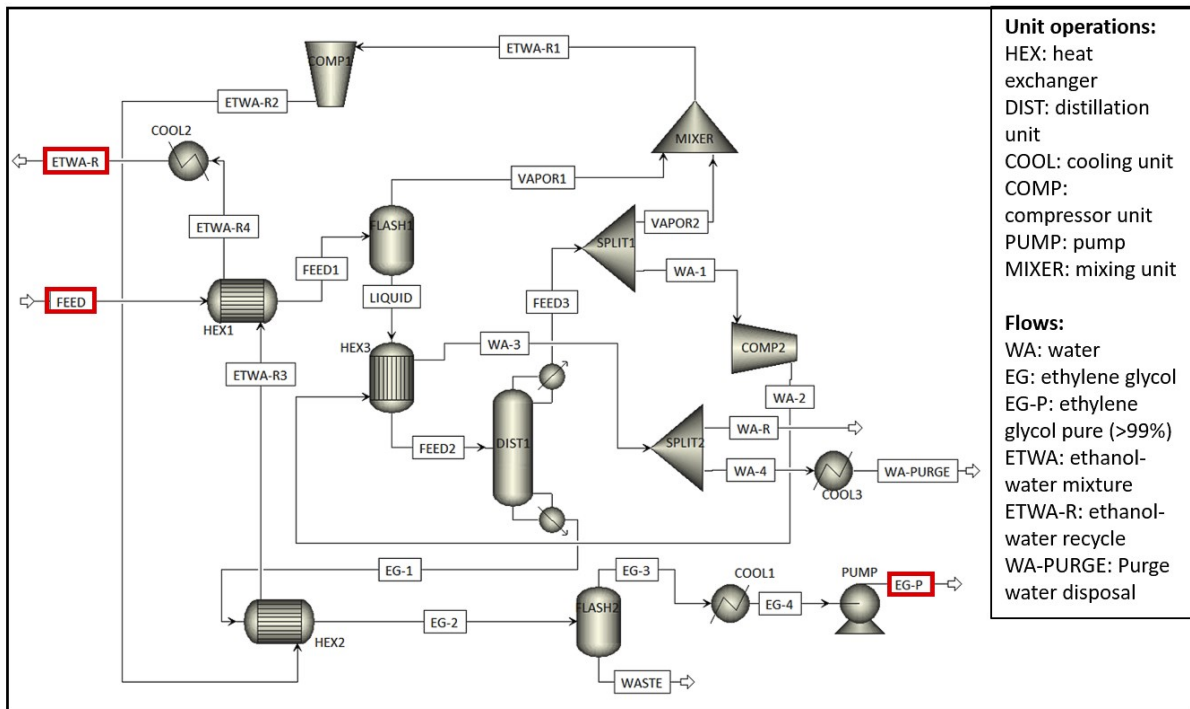 ETWA-R1
COMP1
ETWA-R2
COOL2
MIXER
ETWA-R
VAPOR1
ETWA-R4
FLASH1
SPLIT1
VAPOR2
FEED1
WA-1
FEED
LIQUID
FEED3
HEX1
HEX3
WA-3
COMP2
ETWA-R3
WA-2
FEED2
DIST1
SPLIT2
WA-R
WA-4
WA-PURGE
COOL3
EG-1
EG-3
COOL1
PUMP
EG-P
FLASH2
EG-4
EG-2
HEX2
WASTE
Unit operations:
HEX: heat
exchanger
DIST: distillation
unit
COOL: cooling unit
COMP:
compressor unit
PUMP: pump
MIXER: mixing unit
Flows:
WA: water
EG: ethylene glycol
EG-P: ethylene
glycol pure (>99%)
ETWA: ethanol-
water mixture
ETWA-R: ethanol-
water recycle
WA-PURGE: Purge
water disposal